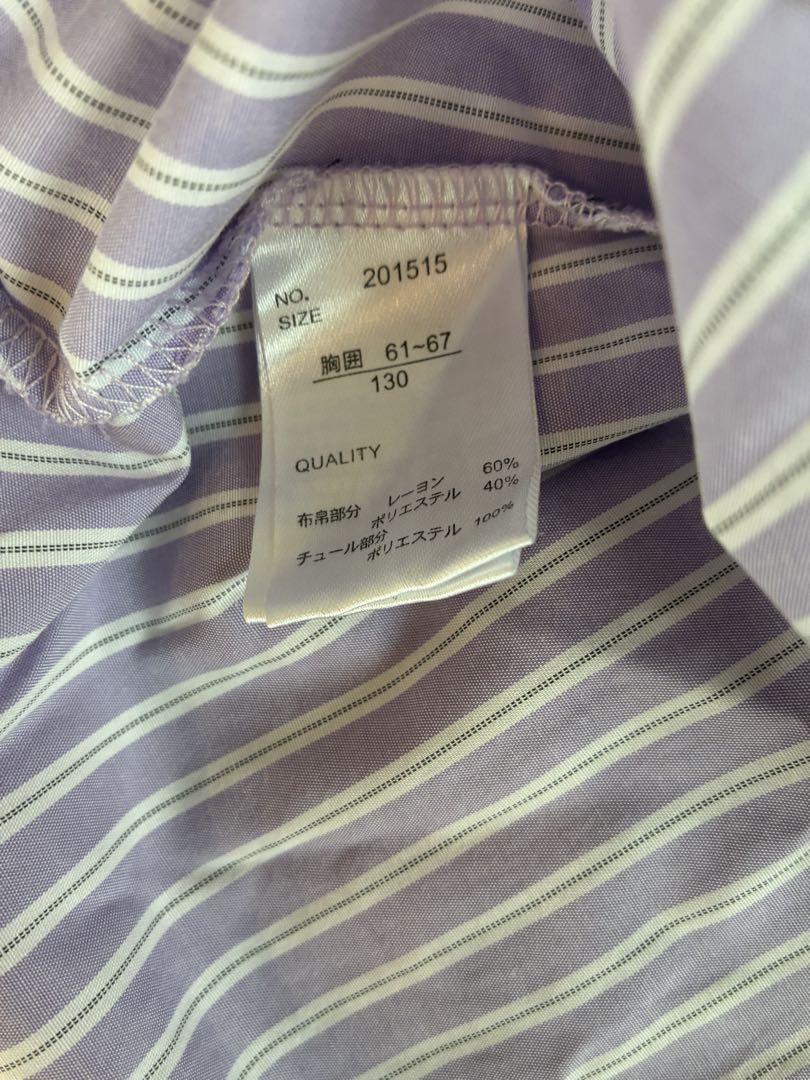 NO. 201515
SIZE
胸囲 61~67
130
QUALITY
布帛部分 レーヨン 60%
ポリエステル 40%
チュール部分 ポリエステル 100%